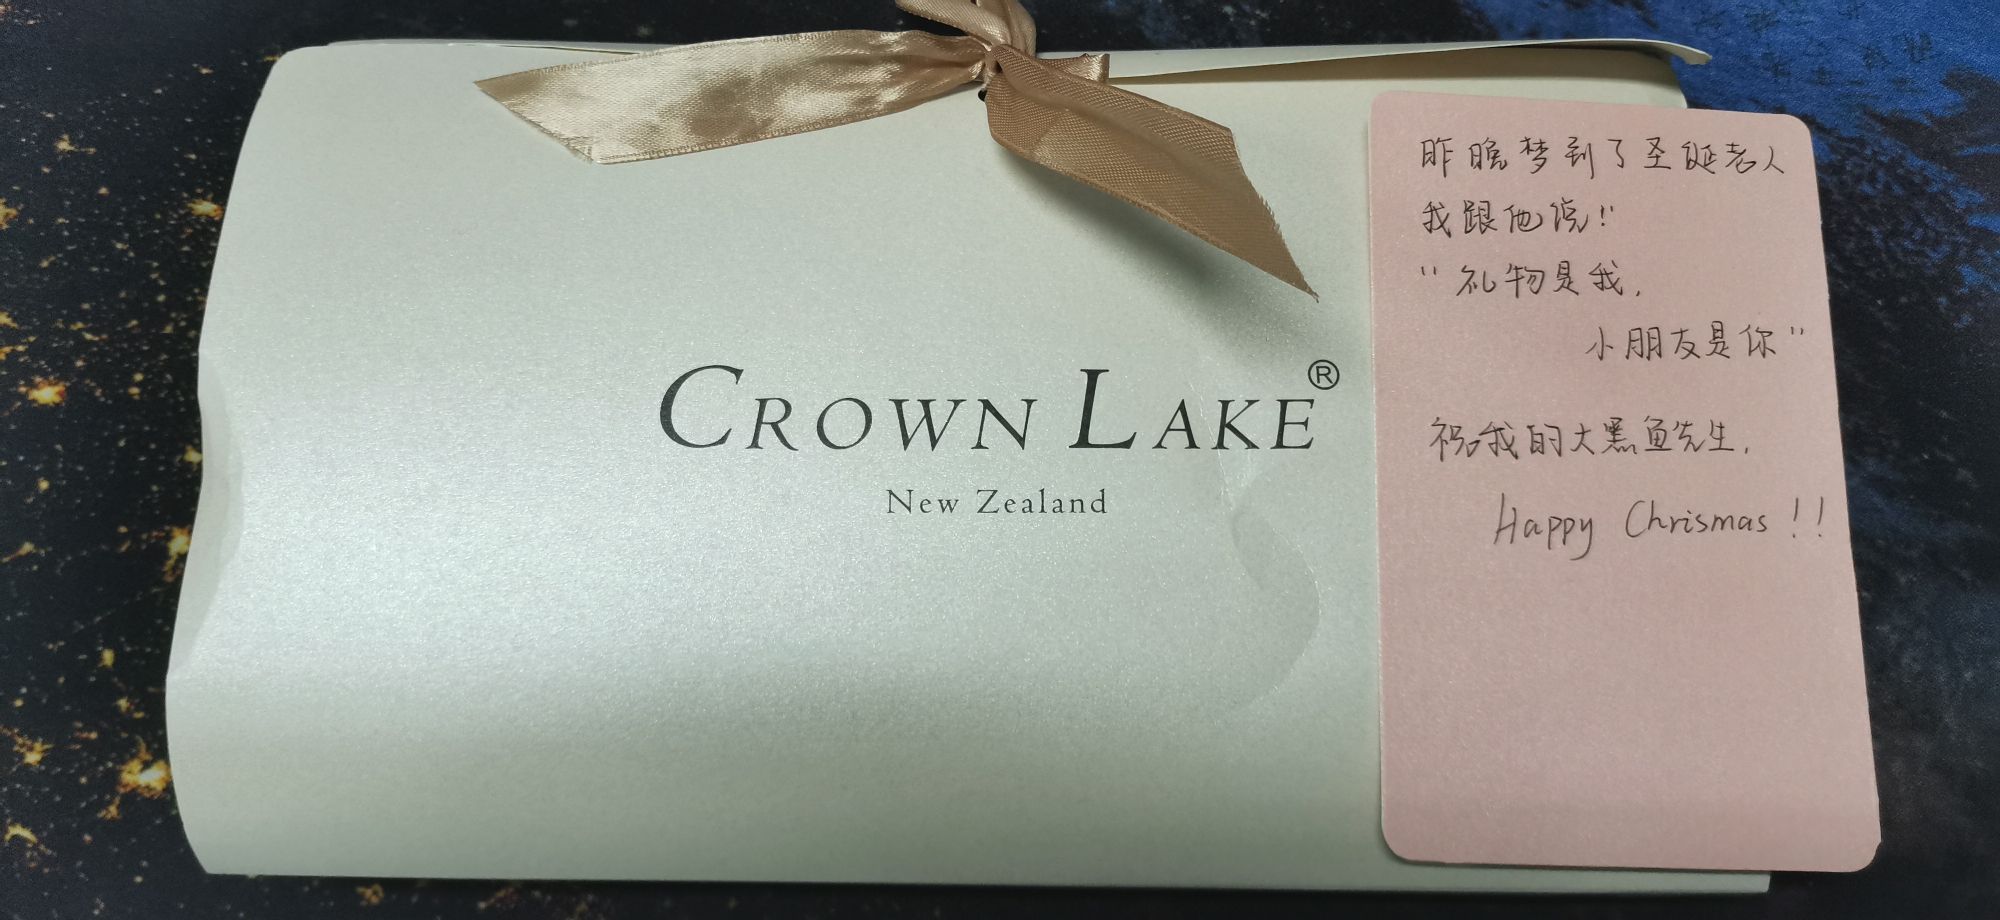 CROWN LAKE®
New Zealand
昨晚梦到了圣诞老人
我跟他说!
"礼物是我,
小朋友是你"
祝我的大黑鱼先生,
Happy Chrismas!!